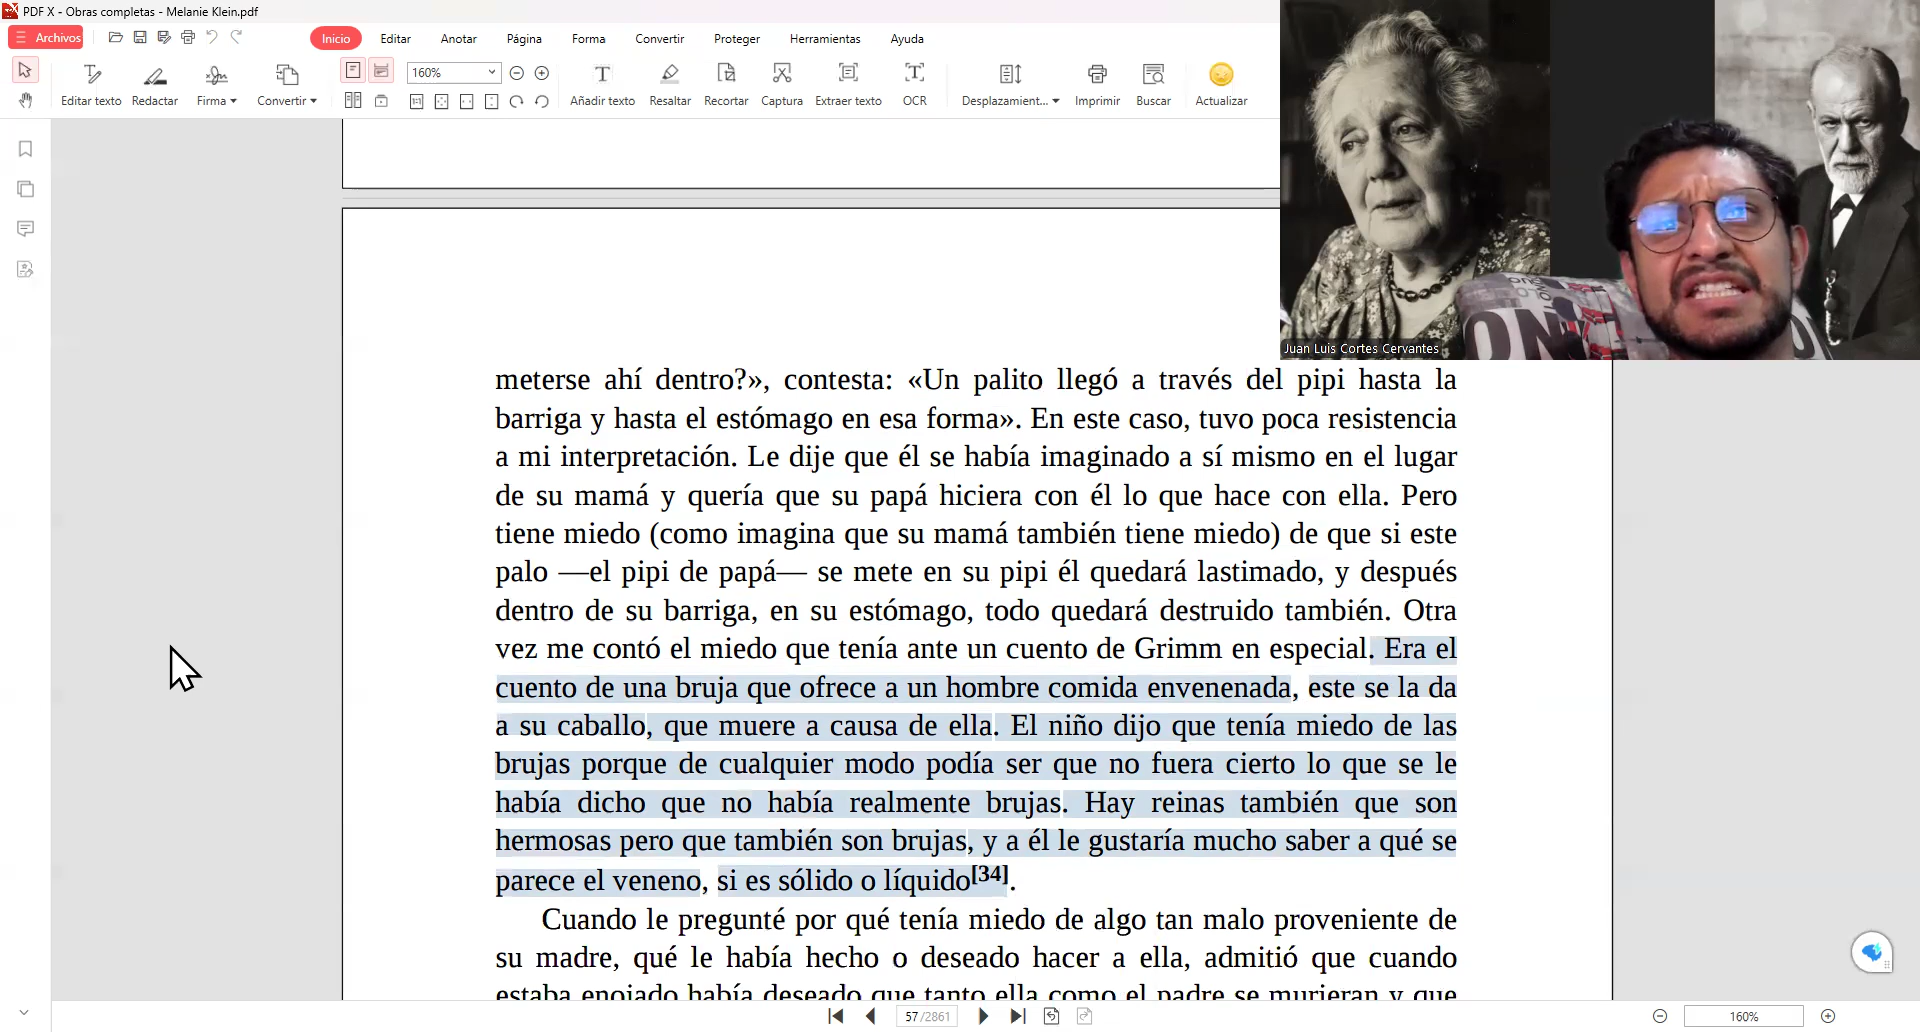 PDF X - Obras completas - Melanie Klein.pdf
Archivos
Inicio
Editar
Anotar
Página
Forma
Convertir
Proteger
Herramientas
Ayuda
160%
Editar texto
Redactar
Firma
Convertir
Añadir texto
Resaltar
Recortar
Captura
Extraer texto
OCR
Desplazamient...
Imprimir
Buscar
Actualizar
Juan Luis Cortes Cervantes
meterse ahí dentro?», contesta: «Un palito llegó a través del pipi hasta la
barriga y hasta el estómago en esa forma». En este caso, tuvo poca resistencia
a mi interpretación. Le dije que él se había imaginado a sí mismo en el lugar
de su mamá y quería que su papá hiciera con él lo que hace con ella. Pero
tiene miedo (como imagina que su mamá también tiene miedo) de que si este
palo —el pipi de papá— se mete en su pipi él quedará lastimado, y después
dentro de su barriga, en su estómago, todo quedará destruido también. Otra
vez me contó el miedo que tenía ante un cuento de Grimm en especial. Era el
cuento de una bruja que ofrece a un hombre comida envenenada, este se la da
a su caballo, que muere a causa de ella. El niño dijo que tenía miedo de las
brujas porque de cualquier modo podía ser que no fuera cierto lo que se le
había dicho que no había realmente brujas. Hay reinas también que son
hermosas pero que también son brujas, y a él le gustaría mucho saber a qué se
parece el veneno, si es sólido o líquido[34].
Cuando le pregunté por qué tenía miedo de algo tan malo proveniente de
su madre, qué le había hecho o deseado hacer a ella, admitió que cuando
estaba enojado había deseado que tanto ella como el padre se murieran y que
57/2861
160%